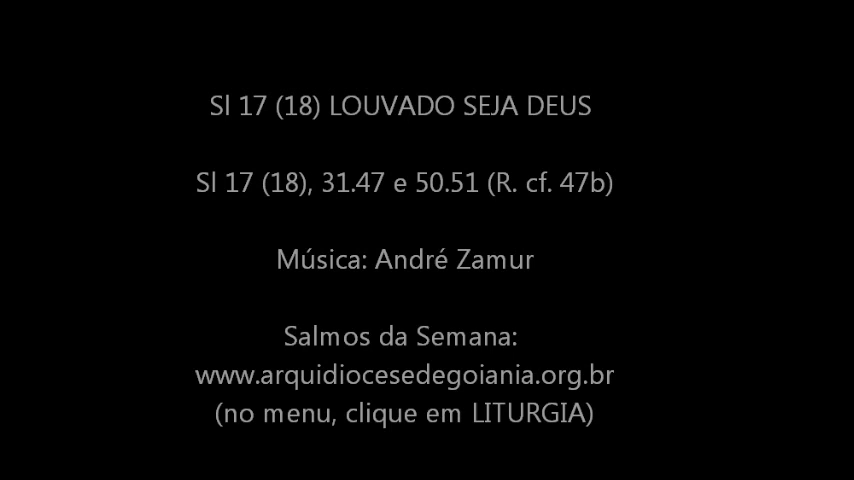 Sl 17 (18) LOUVADO SEJA DEUS
Sl 17 (18), 31.47 e 50.51 (R. cf. 47b)
Música: André Zamur
Salmos da Semana:
www.arquidiocesedegoiania.org.br
(no menu, clique em LITURGIA)